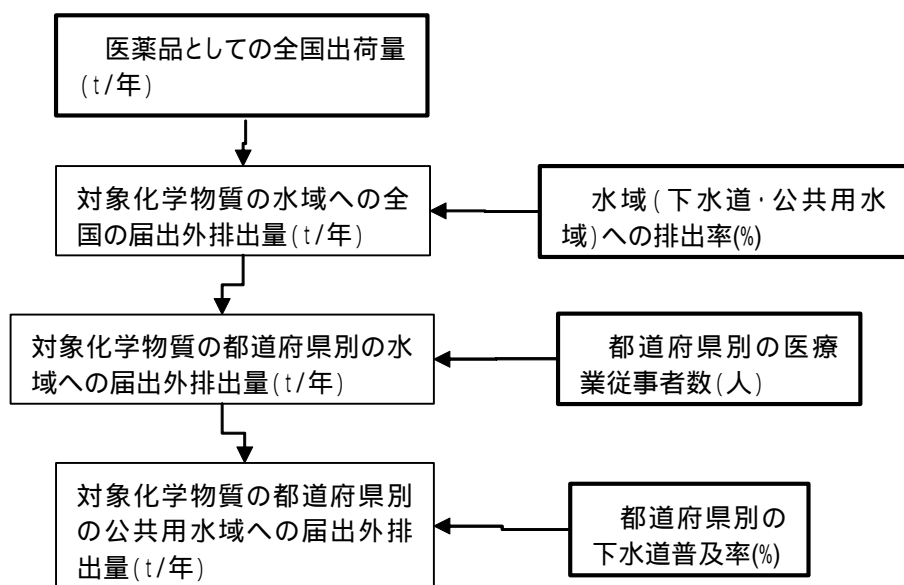 医薬品としての全国出荷量
(t/年)
対象化学物質の水域への全
国の届出外排出量(t/年)
水域(下水道・公共用水
域)への排出率(%)
対象化学物質の都道府県別の水
域への届出外排出量(t/年)
都道府県別の医療
業従事者数(人)
対象化学物質の都道府県別
の公共用水域への届出外排
出量(t/年)
都道府県別の
下水道普及率(%)